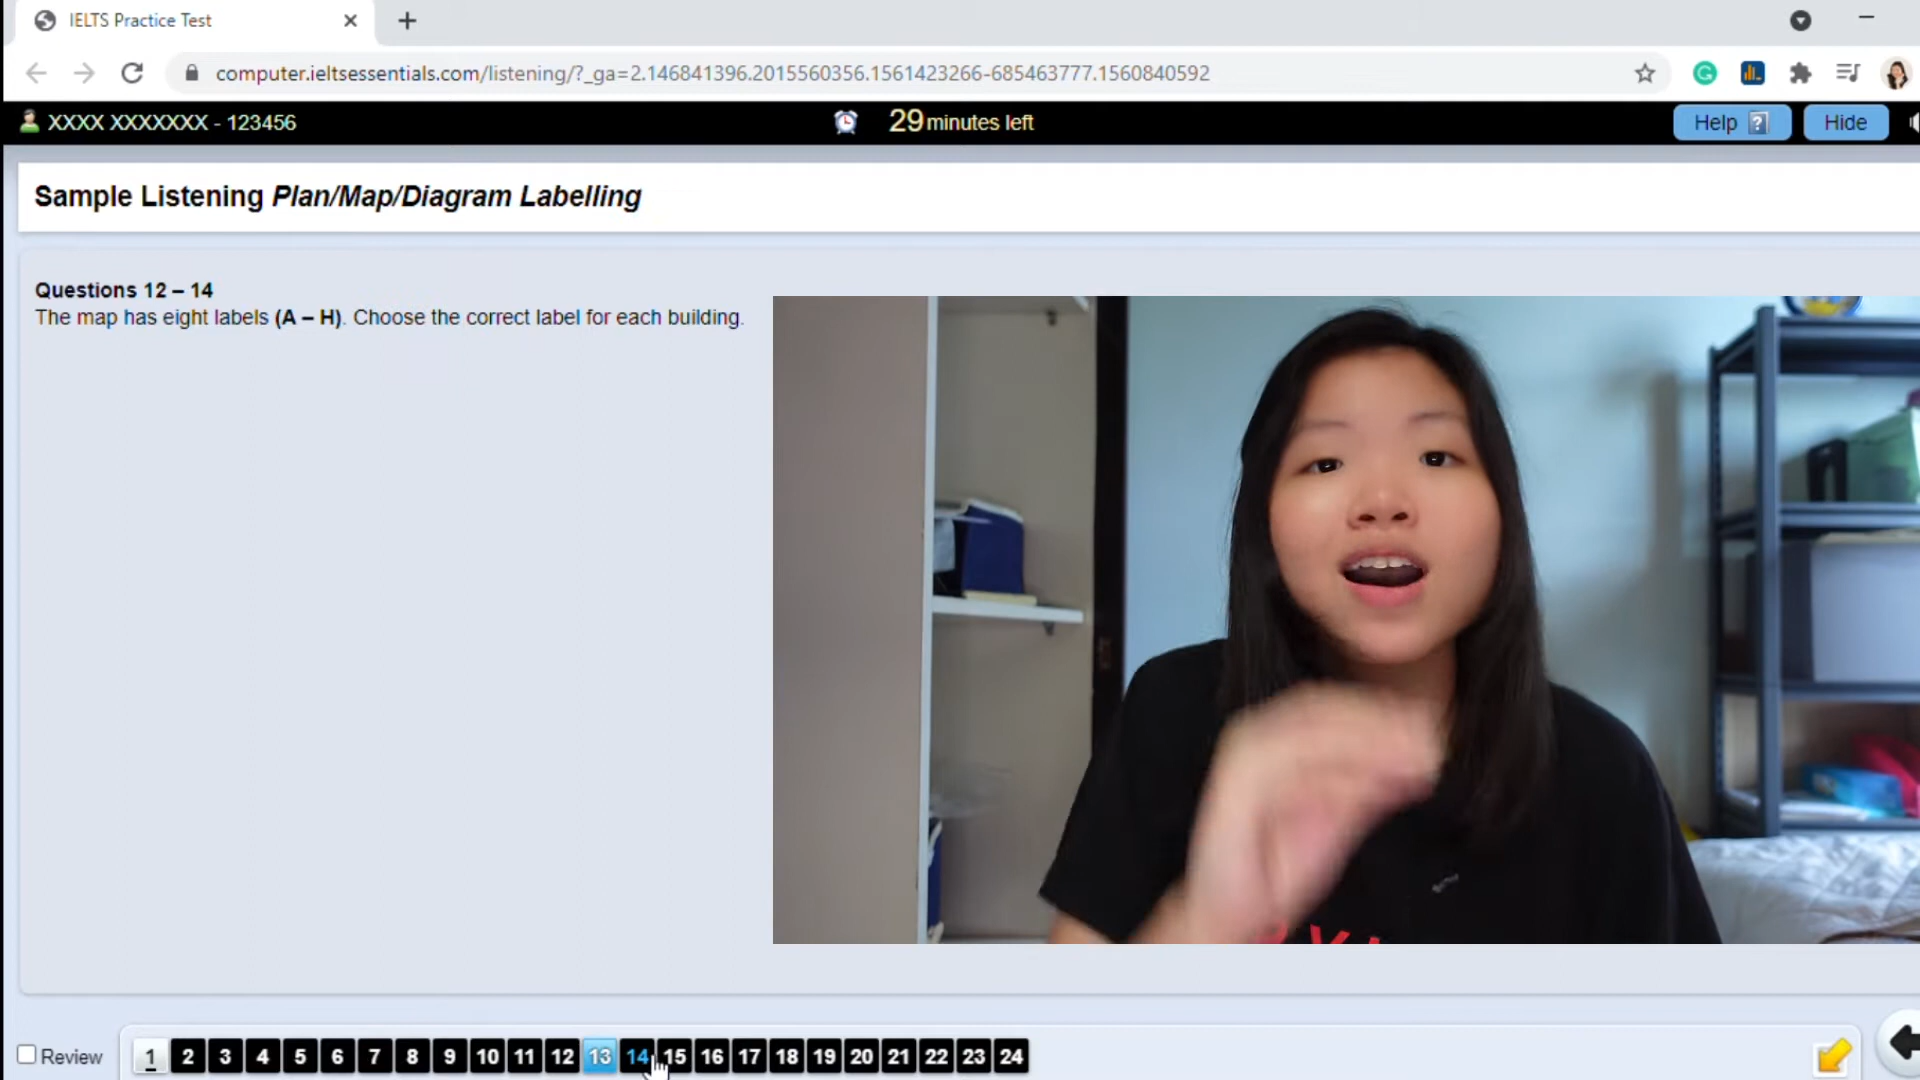 IELTS Practice Test
computer.ieltsessentials.com/listening/?_ga=2.146841396.2015560356.1561423266-685463777.1560840592
XXXX XXXXXXX - 123456
29 minutes left
Help ?
Hide
Sample Listening Plan/Map/Diagram Labelling
Questions 12 – 14
The map has eight labels (A – H). Choose the correct label for each building.
Review
1 2 3 4 5 6 7 8 9 10 11 12 13 14 15 16 17 18 19 20 21 22 23 24